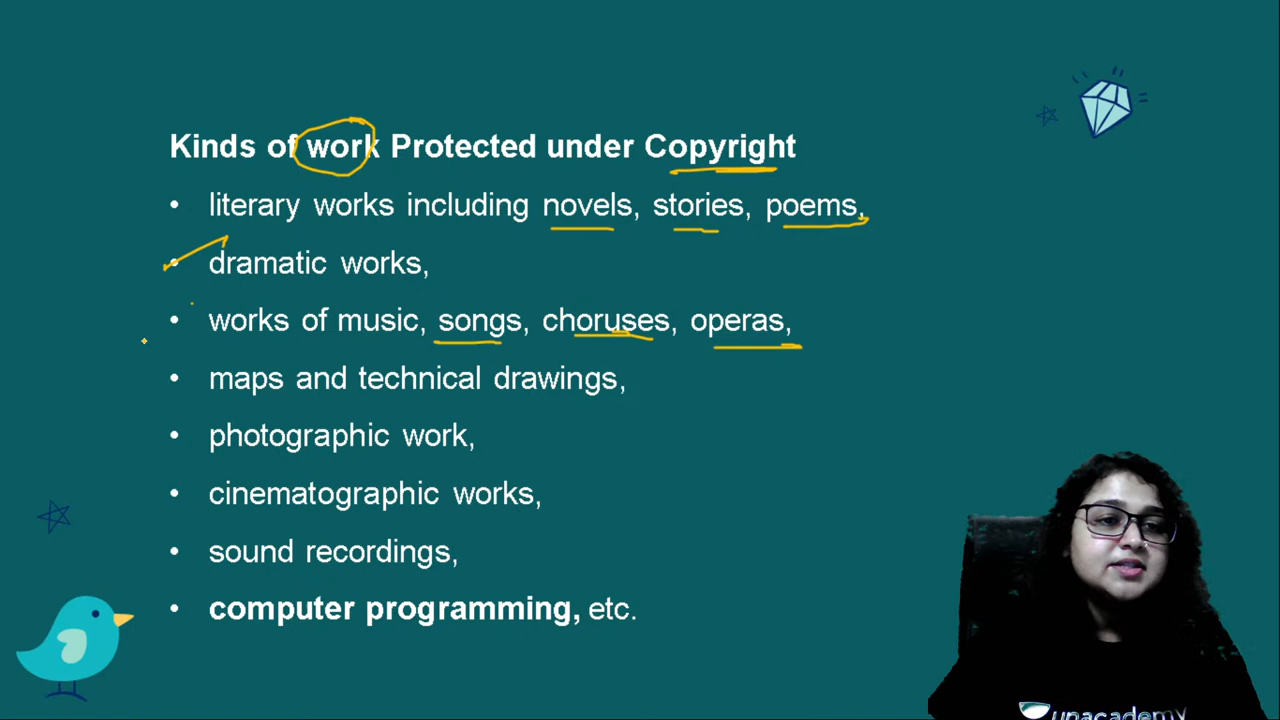 Kinds of work Protected under Copyright
• literary works including novels, stories, poems,
• dramatic works,
• works of music, songs, choruses, operas,
• maps and technical drawings,
• photographic work,
• cinematographic works,
• sound recordings,
• computer programming, etc.
unacademy